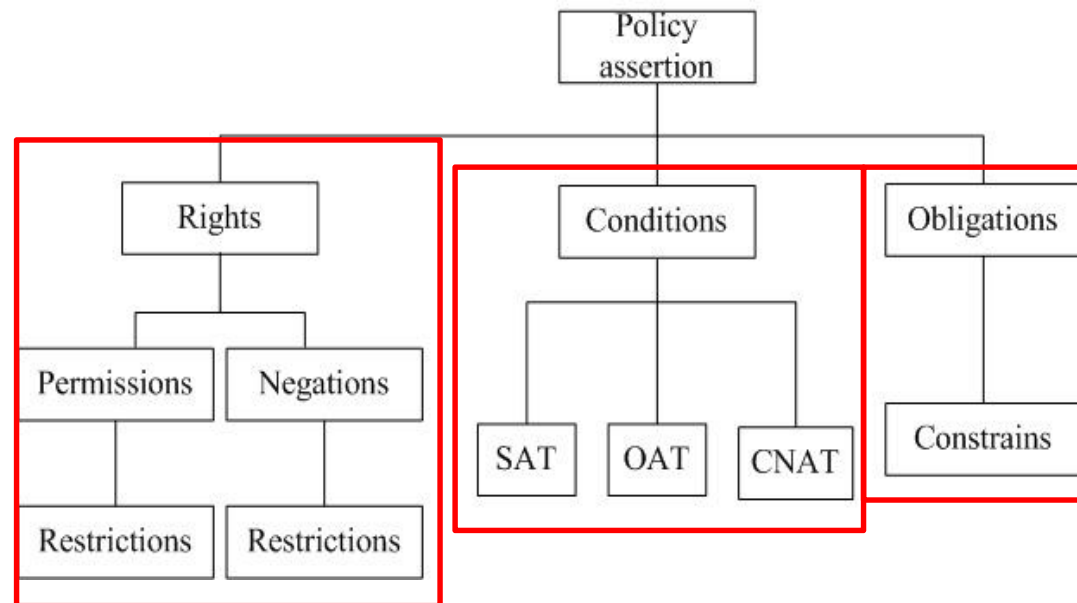 Policy
assertion
Rights
Conditions
Obligations
Permissions
Negations
SAT
OAT
CNAT
Constrains
Restrictions
Restrictions